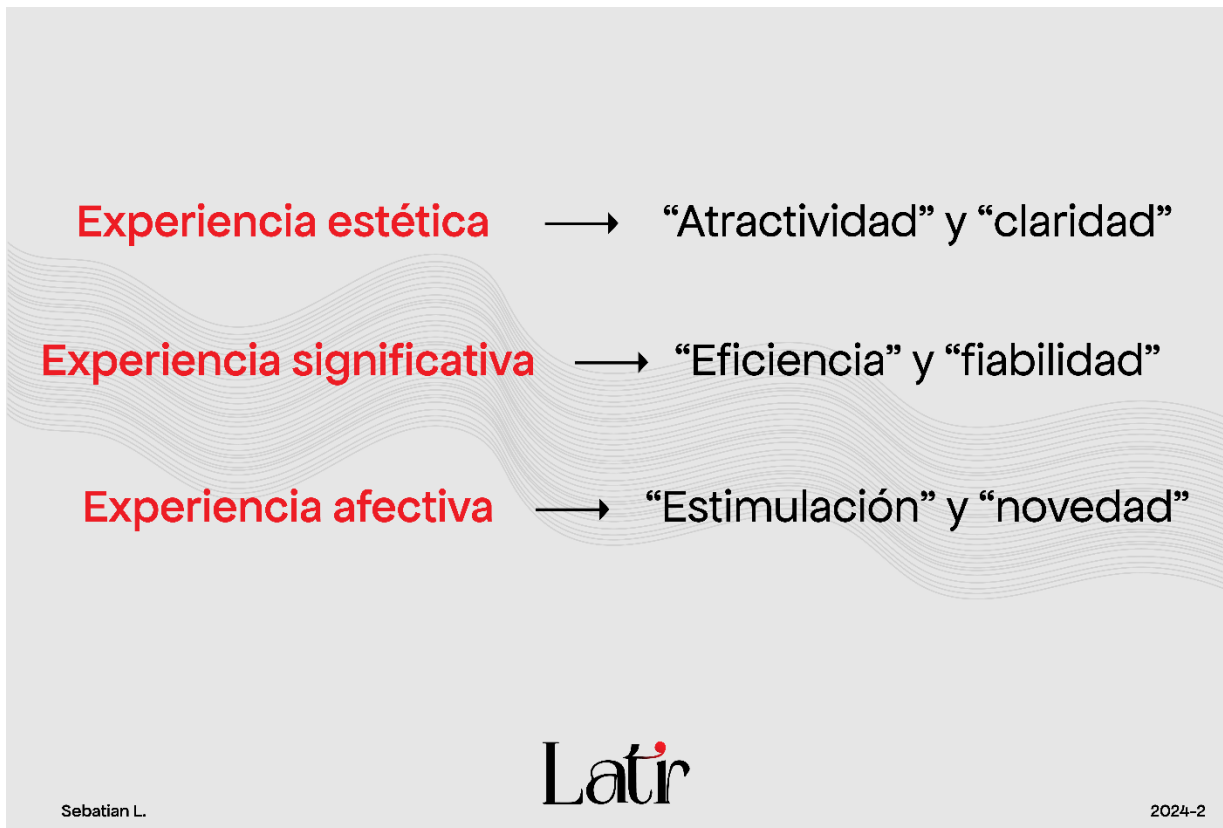 Experiencia estética → “Atractividad” y “claridad”
Experiencia significativa → “Eficiencia” y “fiabilidad”
Experiencia afectiva → “Estimulación” y “novedad”
Latir
Sebatian L.
2024-2